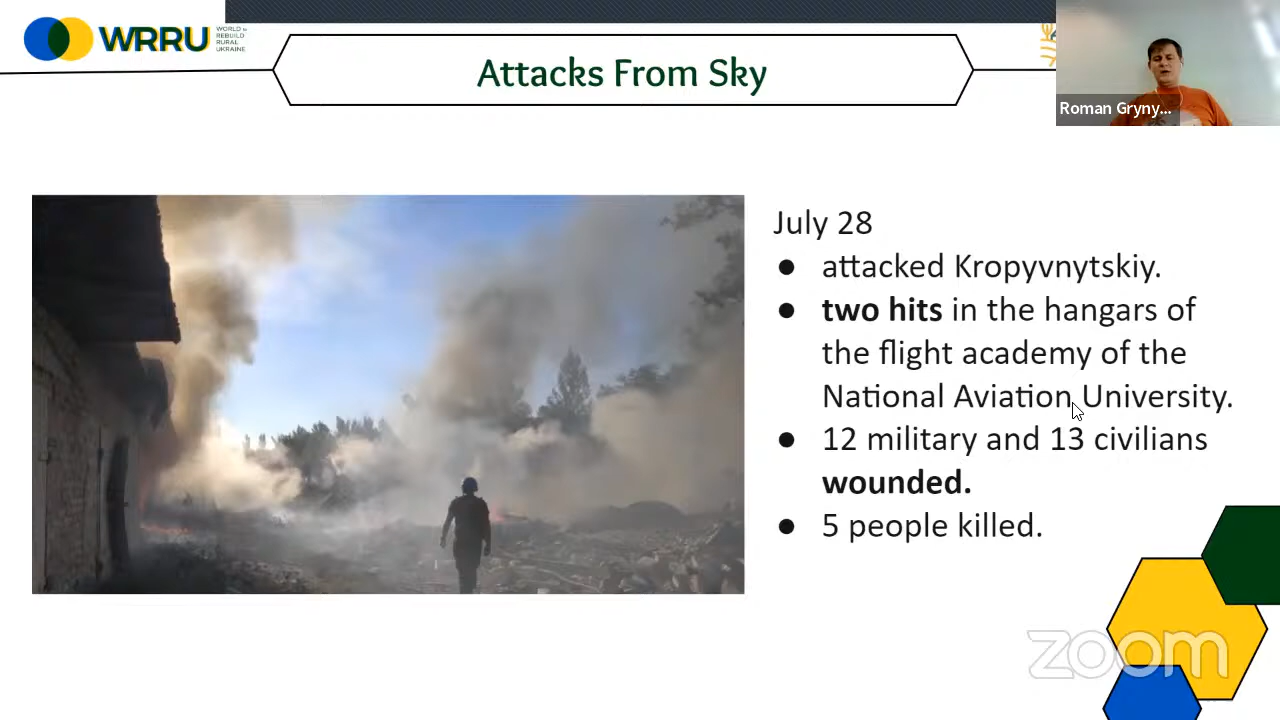 WRRU
WORLD to
REBUILD
RURAL
UKRAINE
Attacks From Sky
Roman Gryny...
July 28
● attacked Kropyvnytskiy.
● two hits in the hangars of
the flight academy of the
National Aviation University.
● 12 military and 13 civilians
wounded.
● 5 people killed.
zoom